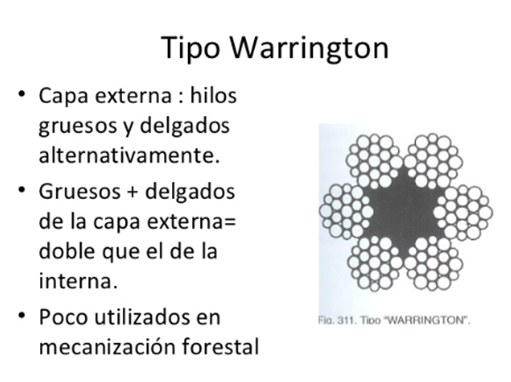 Tipo Warrington
• Capa externa : hilos
gruesos y delgados
alternativamente.
• Gruesos + delgados
de la capa externa=
doble que el de la
interna.
• Poco utilizados en
mecanización forestal
Fig. 311. Tipo "WARRINGTON".